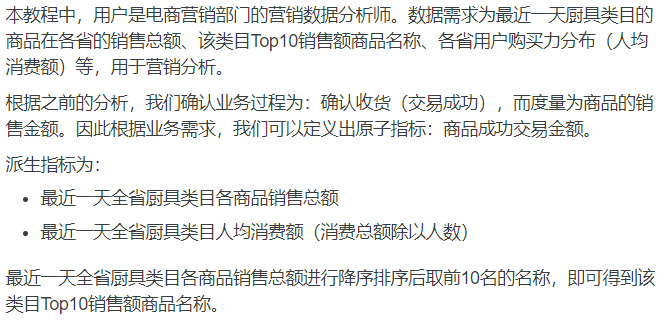 本教程中，用户是电商营销部门的营销数据分析师。数据需求为最近一天厨具类目的
商品在各省的销售总额、该类目Top10销售额商品名称、各省用户购买力分布（人均
消费额）等，用于营销分析。
根据之前的分析，我们确认业务过程为：确认收货（交易成功），而度量为商品的销
售金额。因此根据业务需求，我们可以定义出原子指标：商品成功交易金额。
派生指标为：
• 最近一天全省厨具类目各商品销售总额
• 最近一天全省厨具类目人均消费额（消费总额除以人数）
最近一天全省厨具类目各商品销售总额进行降序排序后取前10名的名称，即可得到该
类目Top10销售额商品名称。